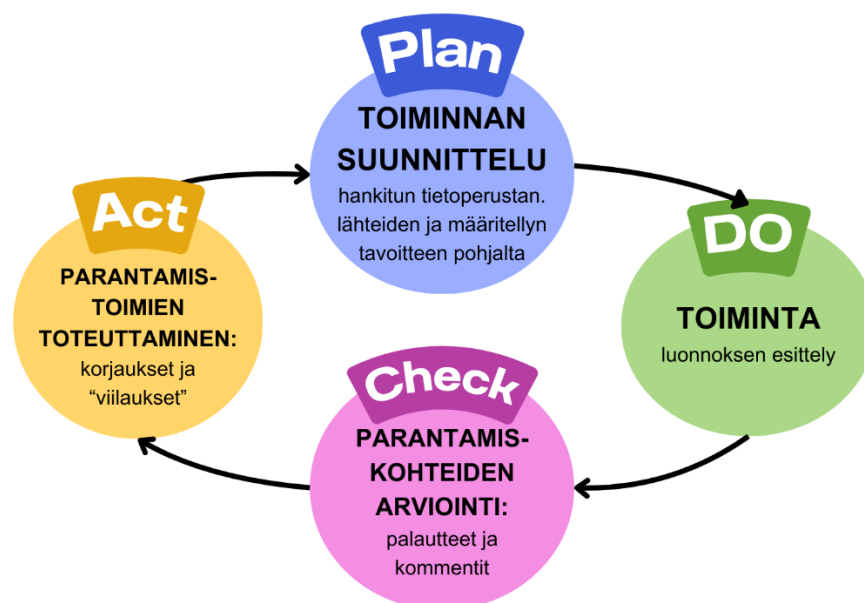 Plan
TOIMINNAN
SUUNNITTELU
hankitun tietoperustan.
lähteiden ja määritellyn
tavoitteen pohjalta
DO
TOIMINTA
luonnoksen esittely
Check
PARANTAMIS-
KOHTEIDEN
ARVIOINTI:
palautteet ja
kommentit
Act
PARANTAMIS-
TOIMIEN
TOTEUTTAMINEN:
korjaukset ja
“viilaukset”